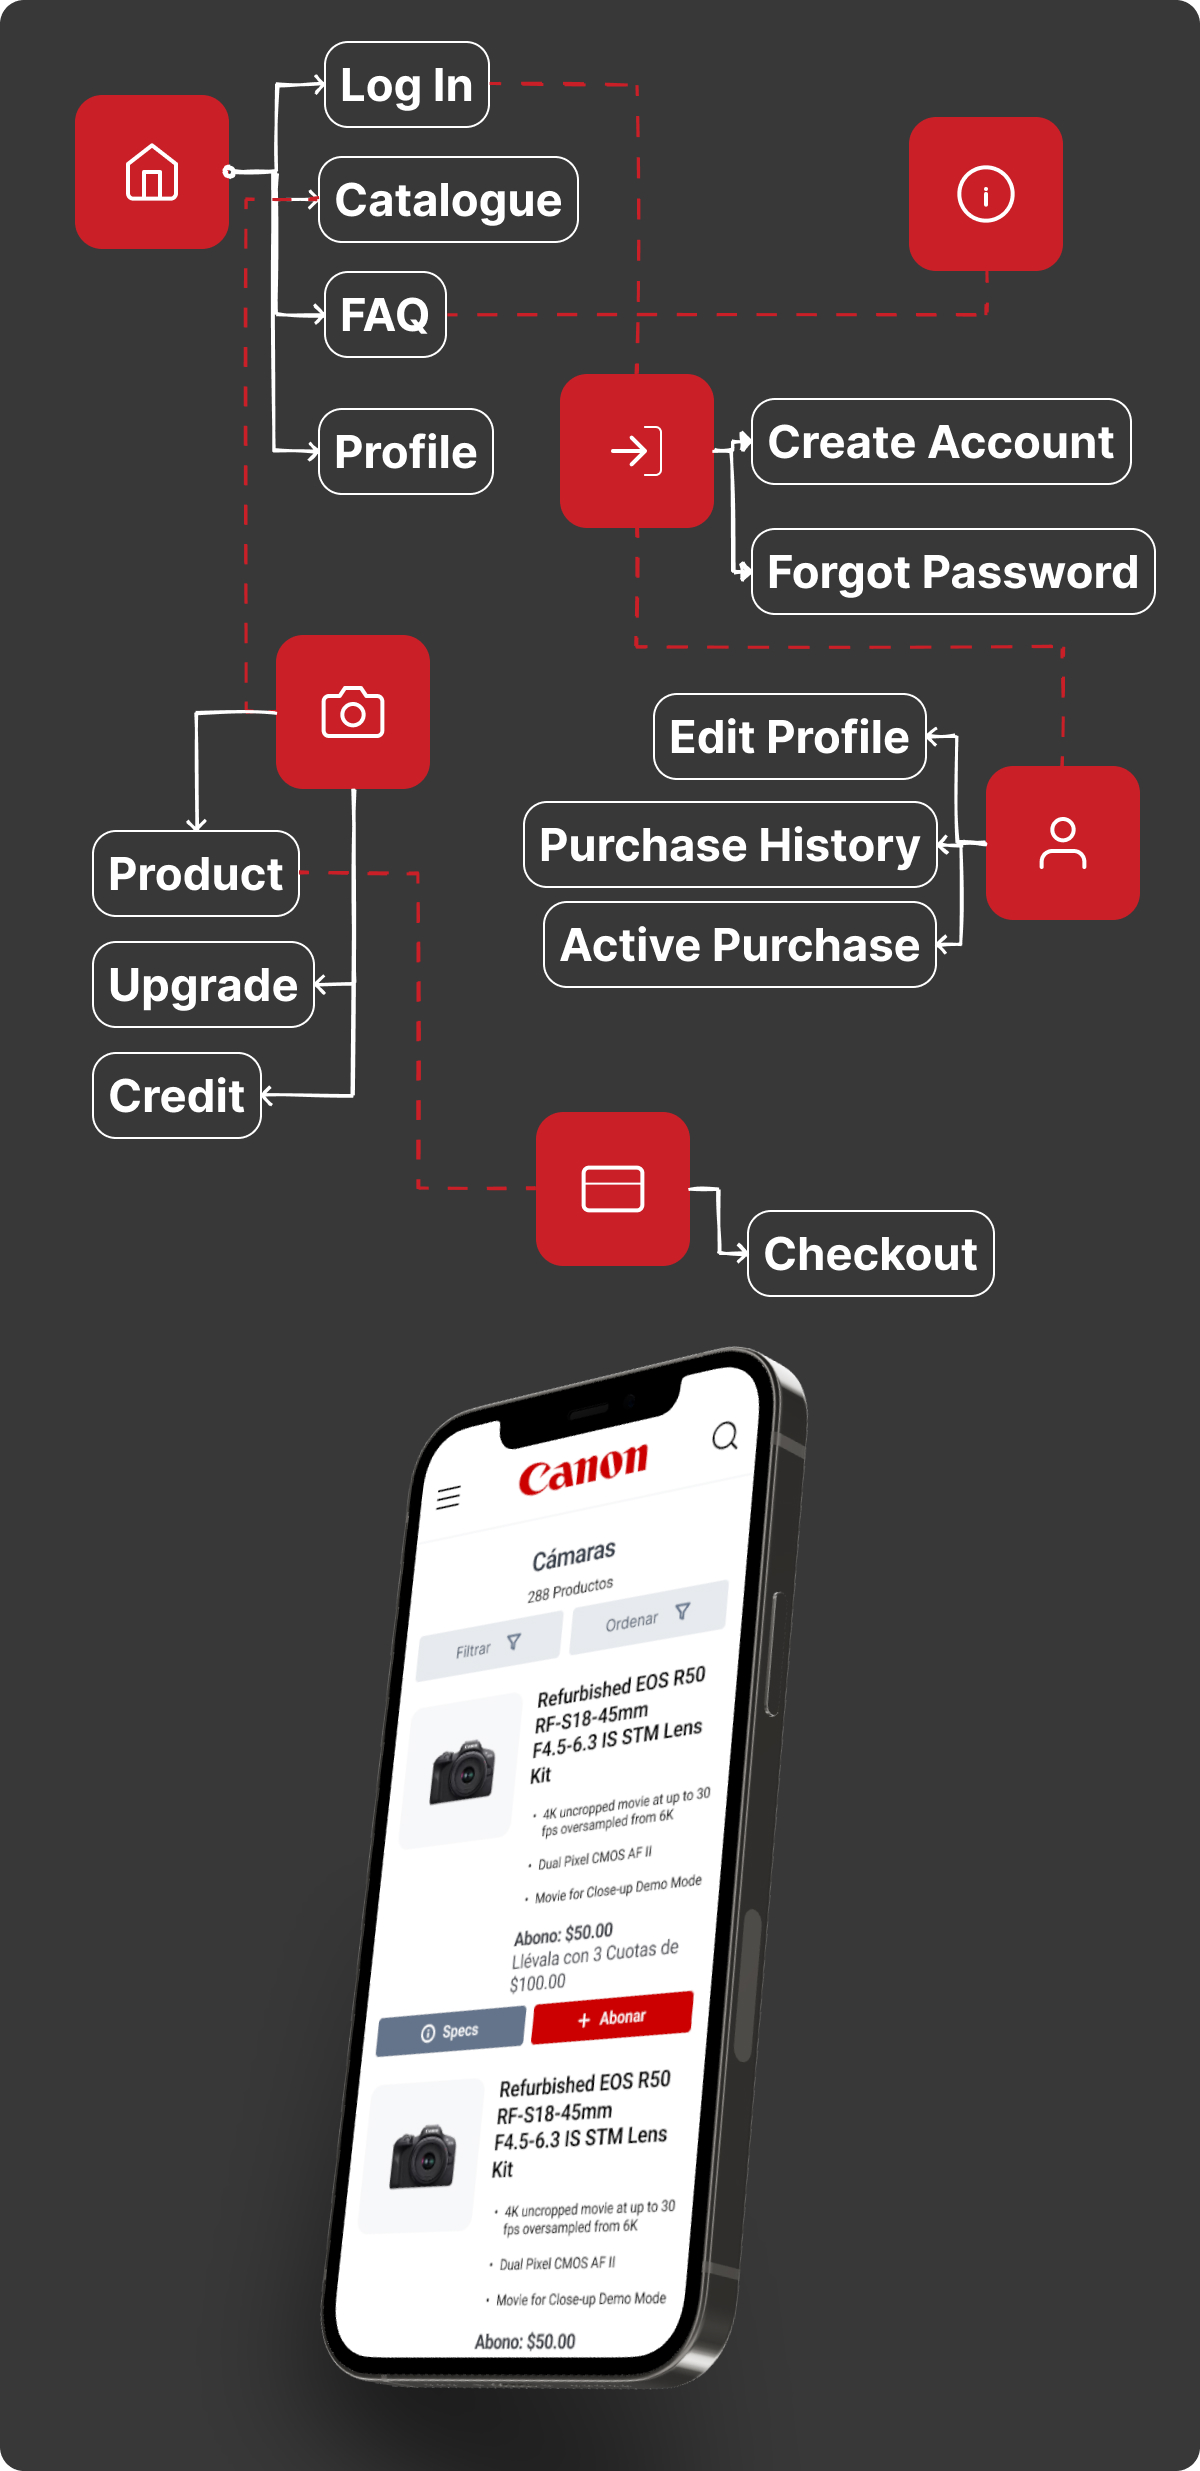 Log In
Catalogue
FAQ
Profile
Create Account
Forgot Password
Edit Profile
Purchase History
Active Purchase
Product
Upgrade
Credit
Checkout
Canon
Cámaras
288 Productos
Filtrar
Ordenar
Refurbished EOS R50
RF-S18-45mm
F4.5-6.3 IS STM Lens
Kit
• 4K uncropped movie at up to 30
fps oversampled from 6K
• Dual Pixel CMOS AF II
• Movie for Close-up Demo Mode
Abono: $50.00
Llévala con 3 Cuotas de
$100.00
Specs
+ Abonar
Refurbished EOS R50
RF-S18-45mm
F4.5-6.3 IS STM Lens
Kit
• 4K uncropped movie at up to 30
fps oversampled from 6K
• Dual Pixel CMOS AF II
• Movie for Close-up Demo Mode
Abono: $50.00